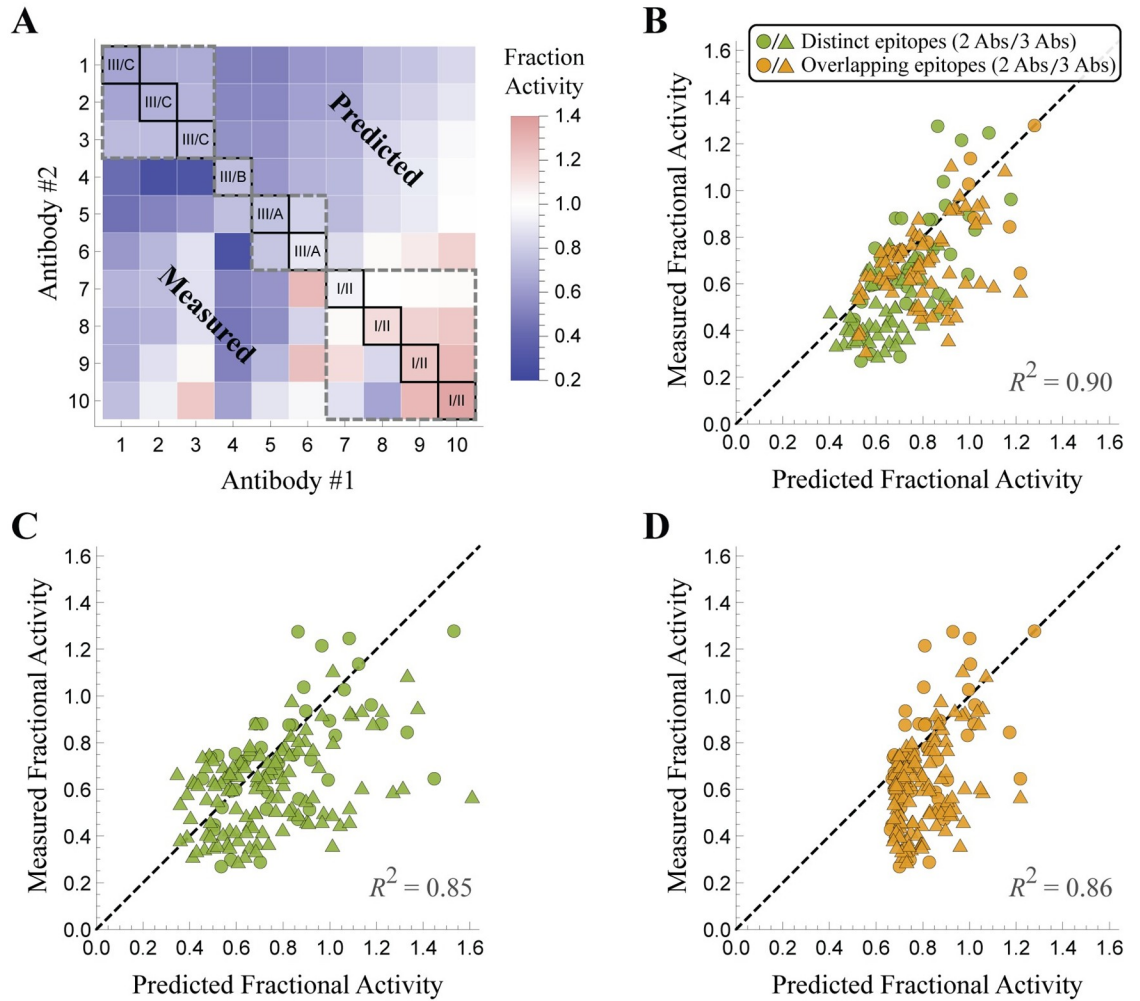 A
Fraction
Activity
1
2
3
4
5
6
7
8
9
10
Antibody #2
III/C
III/C
III/C
III/B
III/A
III/A
I/II
I/II
I/II
I/II
Predicted
Measured
1 2 3 4 5 6 7 8 9 10
Antibody #1
1.4
1.2
1.0
0.8
0.6
0.4
0.2
B
Distinct epitopes (2 Abs/3 Abs)
Overlapping epitopes (2 Abs/3 Abs)
1.6
1.4
1.2
1.0
0.8
0.6
0.4
0.2
0.0
Measured Fractional Activity
R² = 0.90
0.0 0.2 0.4 0.6 0.8 1.0 1.2 1.4 1.6
Predicted Fractional Activity
C
1.6
1.4
1.2
1.0
0.8
0.6
0.4
0.2
0.0
Measured Fractional Activity
R² = 0.85
0.0 0.2 0.4 0.6 0.8 1.0 1.2 1.4 1.6
Predicted Fractional Activity
D
1.6
1.4
1.2
1.0
0.8
0.6
0.4
0.2
0.0
Measured Fractional Activity
R² = 0.86
0.0 0.2 0.4 0.6 0.8 1.0 1.2 1.4 1.6
Predicted Fractional Activity